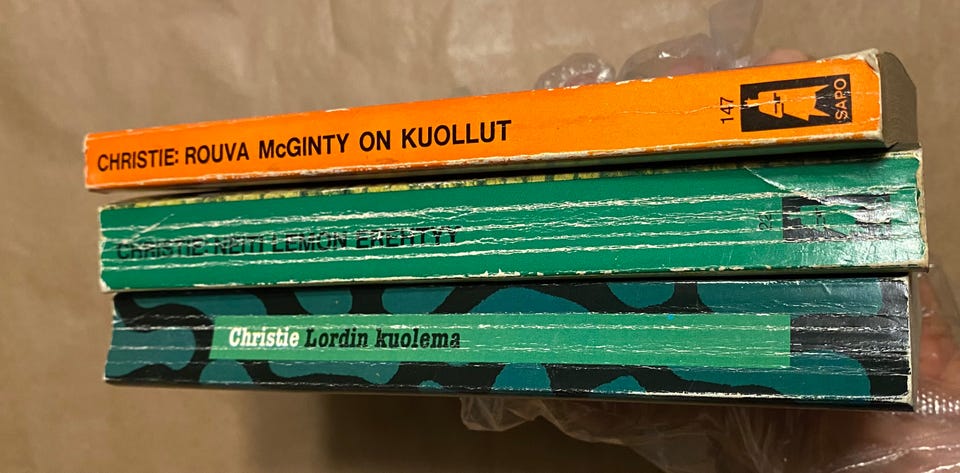 CHRISTIE: ROUVA McGINTY ON KUOLLUT
147
SAPO
CHRISTIE: NEITI LEMON EREHTYY
Christie Lordin kuolema